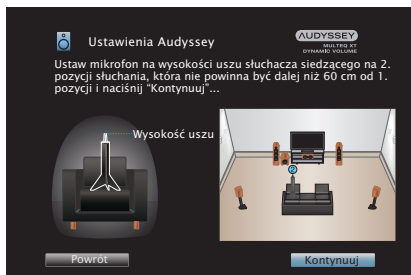 Ustawienia Audyssey
AUDYSSEY
MULTEQ XT
DYNAMIC VOLUME
Ustaw mikrofon na wysokości uszu słuchacza siedzącego na 2.
pozycji słuchania, która nie powinna być dalej niż 60 cm od 1.
pozycji i naciśnij “Kontynuuj”...
Wysokość uszu
2
Powrót
Kontynuuj